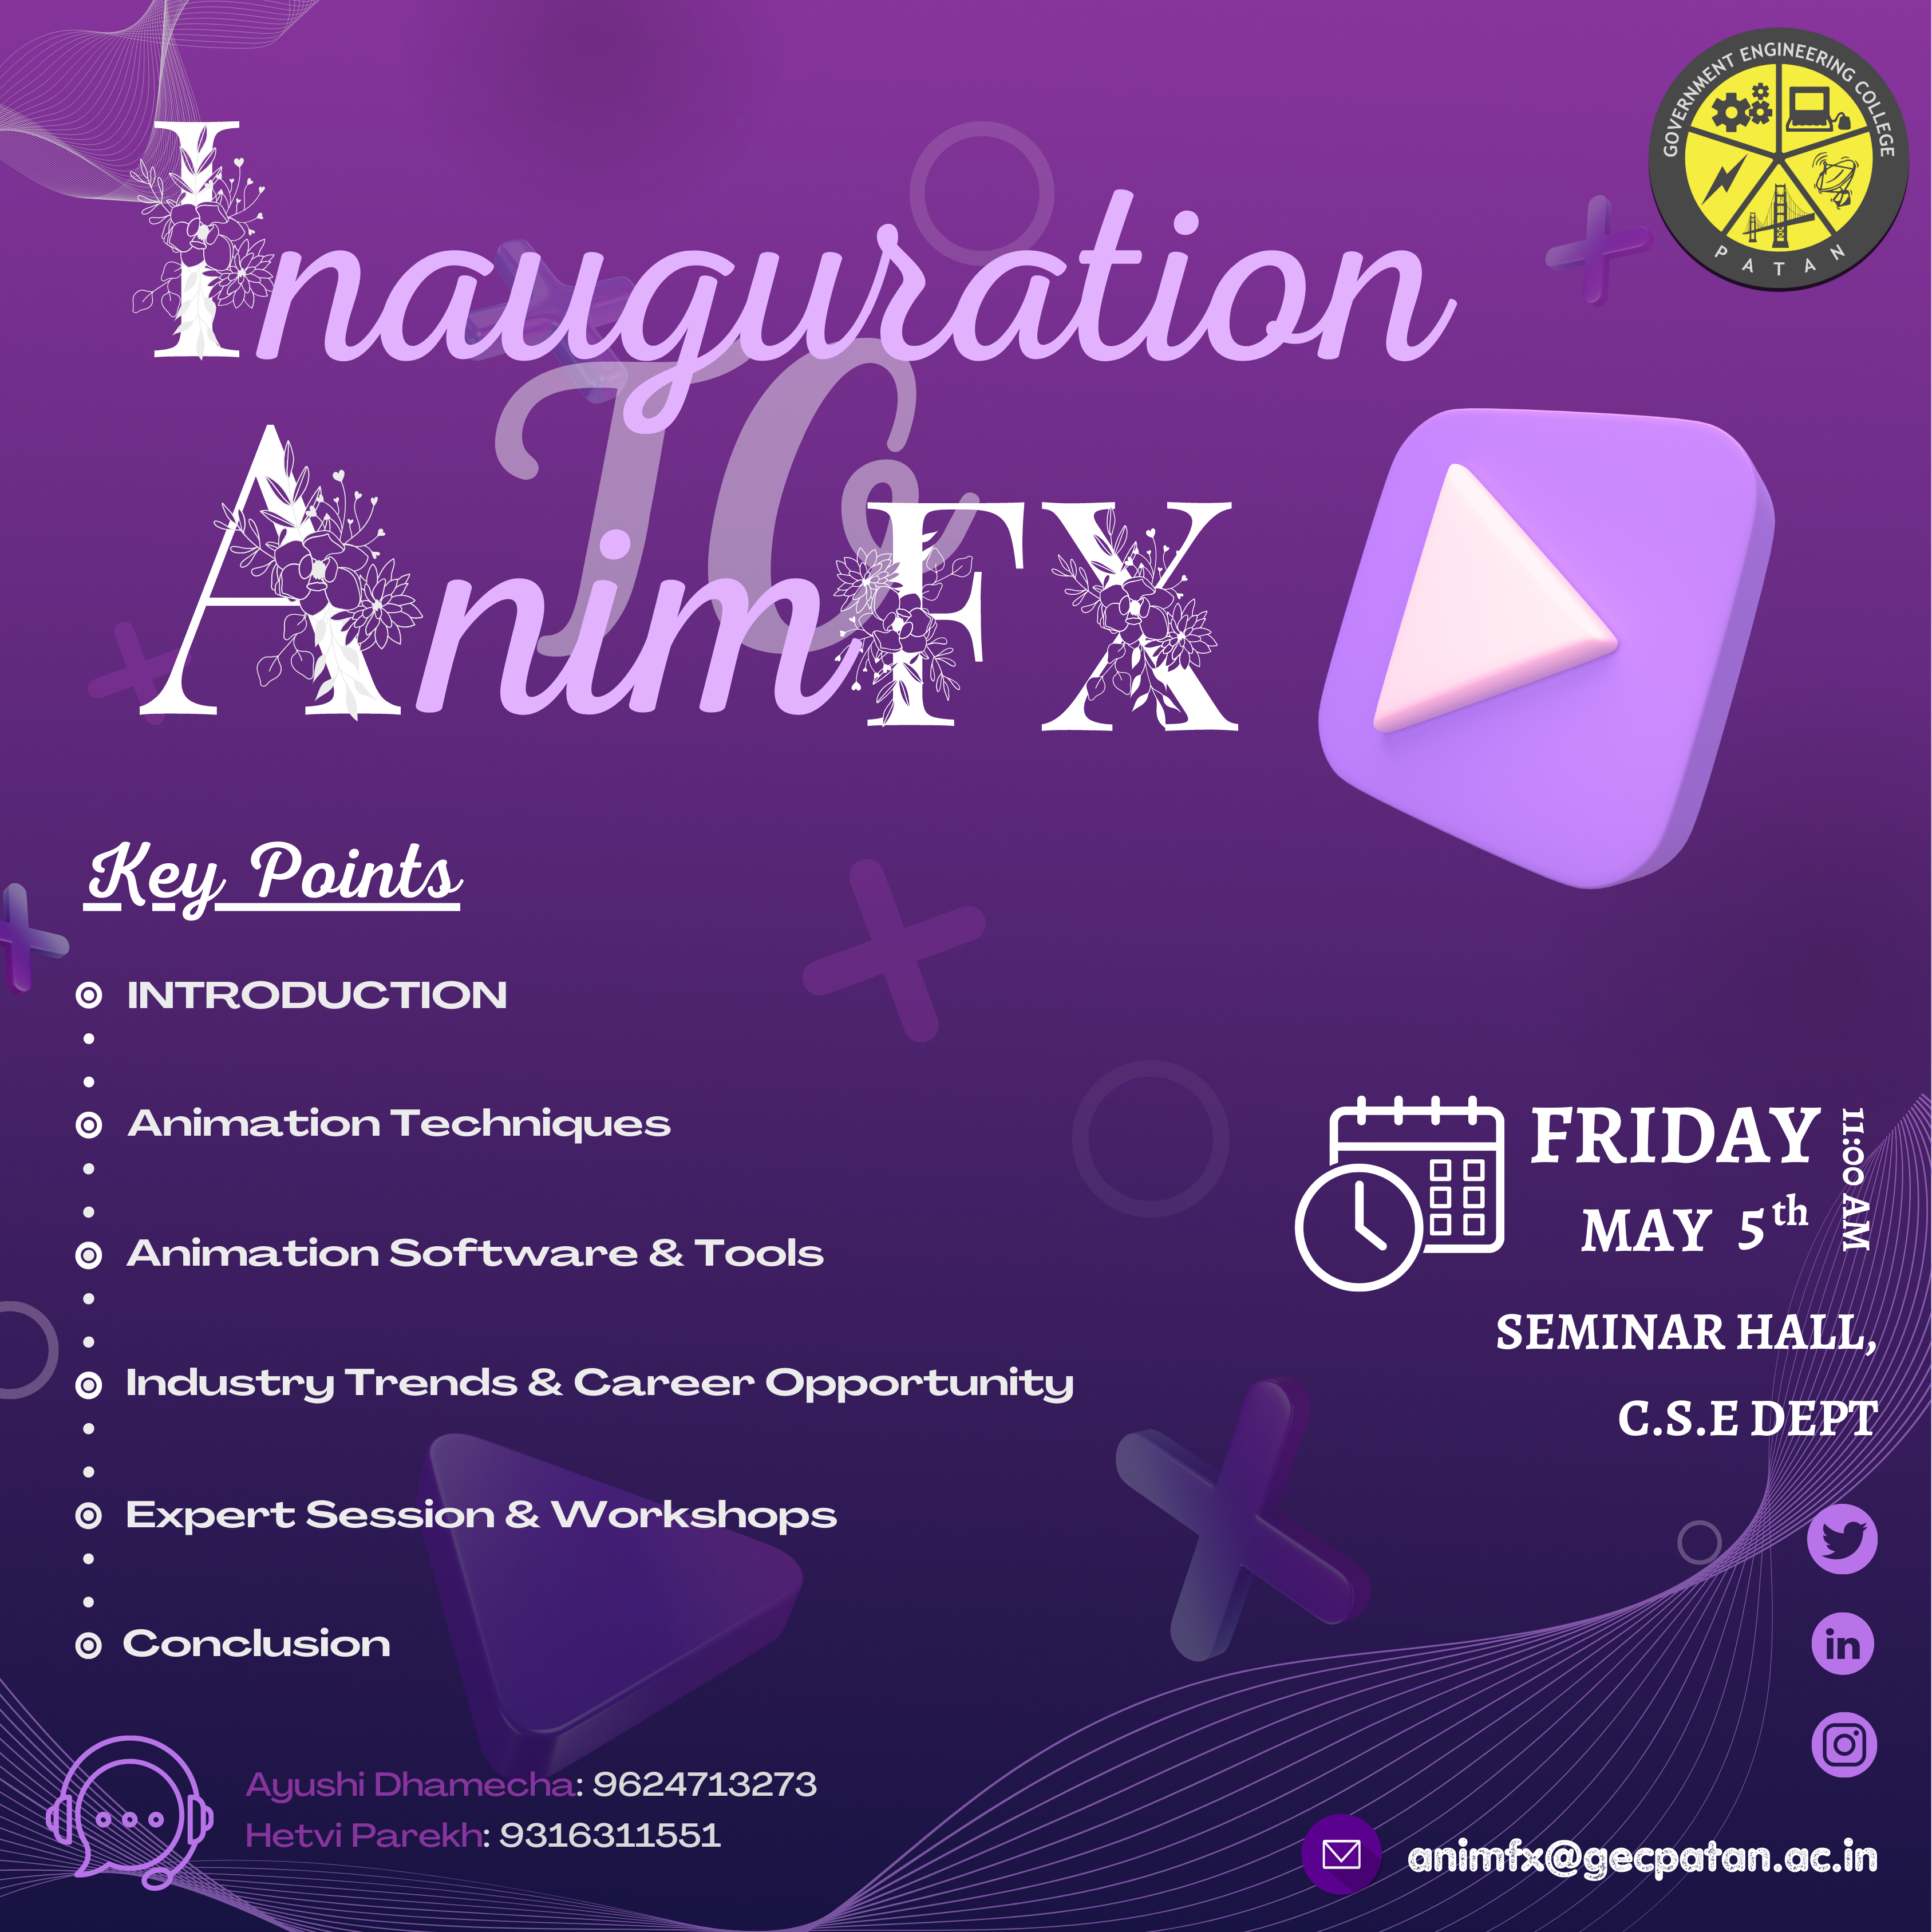 GOVERNMENT ENGINEERING COLLEGE
PATAN
Inauguration
TO
AnimFX
Key Points
INTRODUCTION
Animation Techniques
Animation Software & Tools
Industry Trends & Career Opportunity
Expert Session & Workshops
Conclusion
FRIDAY
11:00 AM
MAY 5th
SEMINAR HALL,
C.S.E DEPT
in
Ayushi Dhamecha: 9624713273
Hetvi Parekh: 9316311551
animfx@gecpatan.ac.in